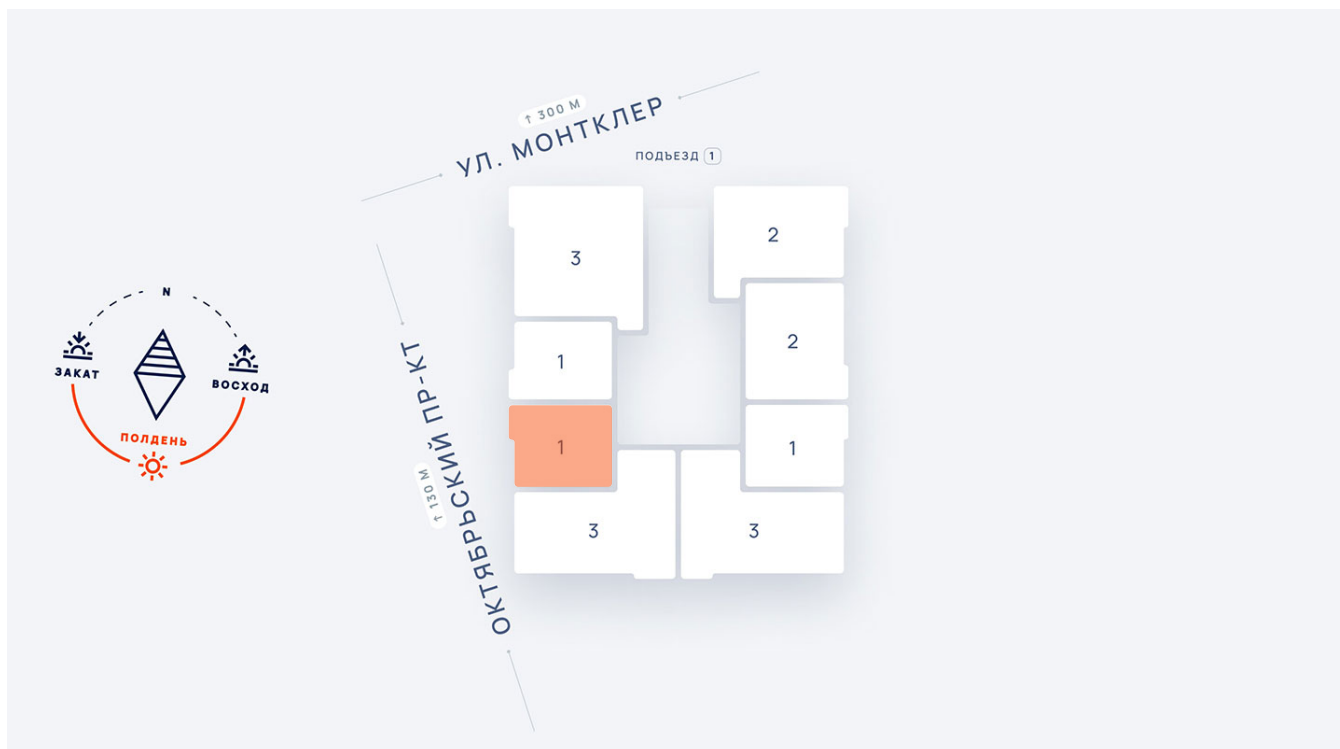 ↑ 300 М
УЛ. МОНТКЛЕР
ПОДЪЕЗД 1
3
2
N
ЗАКАТ
ВОСХОД
ПОЛДЕНЬ
1
2
ОКТЯБРЬСКИЙ ПР-КТ
↑ 130 М
1
1
3
3